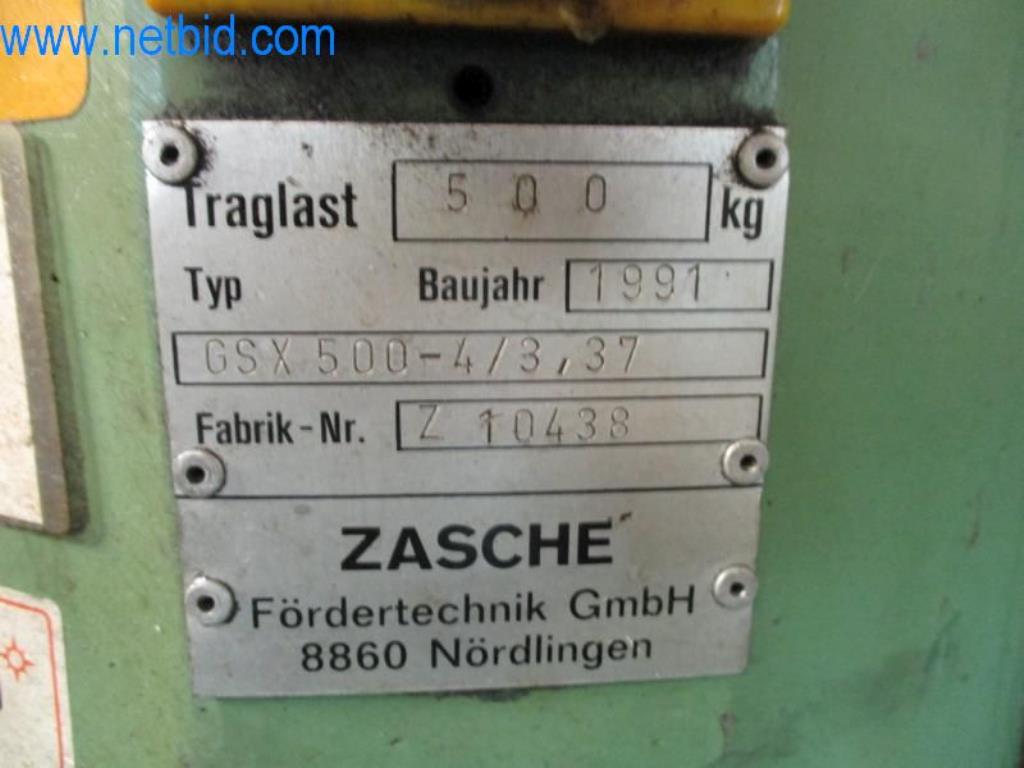 www.netbid.com
Traglast 500 kg
Typ Baujahr 1991
GSX 500-4/3,37
Fabrik-Nr. Z 10438
ZASCHE
Fördertechnik GmbH
8860 Nördlingen